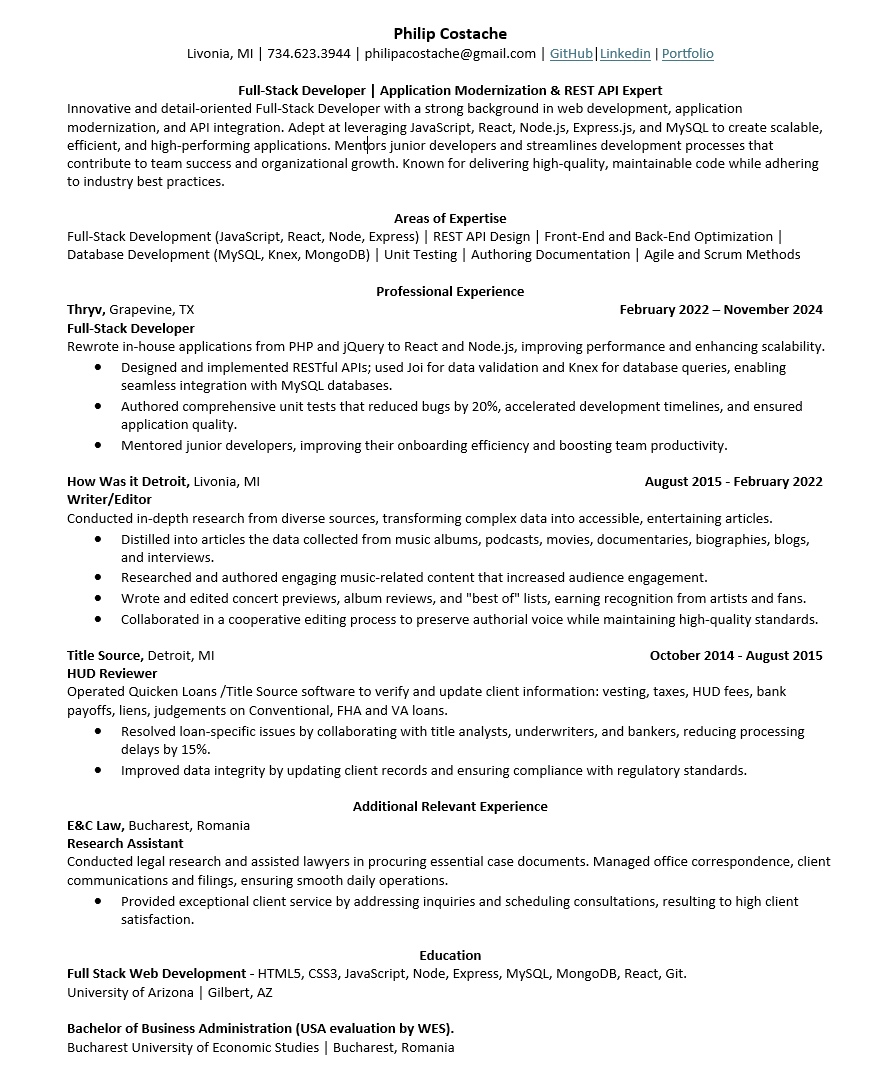 Philip Costache
Livonia, MI | 734.623.3944 | philipacostache@gmail.com | GitHub|Linkedin | Portfolio
Full-Stack Developer | Application Modernization & REST API Expert
Innovative and detail-oriented Full-Stack Developer with a strong background in web development, application
modernization, and API integration. Adept at leveraging JavaScript, React, Node.js, Express.js, and MySQL to create scalable,
efficient, and high-performing applications. Mentors junior developers and streamlines development processes that
contribute to team success and organizational growth. Known for delivering high-quality, maintainable code while adhering
to industry best practices.
Areas of Expertise
Full-Stack Development (JavaScript, React, Node, Express) | REST API Design | Front-End and Back-End Optimization |
Database Development (MySQL, Knex, MongoDB) | Unit Testing | Authoring Documentation | Agile and Scrum Methods
Professional Experience
Thryv, Grapevine, TX February 2022 – November 2024
Full-Stack Developer
Rewrote in-house applications from PHP and jQuery to React and Node.js, improving performance and enhancing scalability.
● Designed and implemented RESTful APIs; used Joi for data validation and Knex for database queries, enabling
seamless integration with MySQL databases.
● Authored comprehensive unit tests that reduced bugs by 20%, accelerated development timelines, and ensured
application quality.
● Mentored junior developers, improving their onboarding efficiency and boosting team productivity.
How Was it Detroit, Livonia, MI August 2015 - February 2022
Writer/Editor
Conducted in-depth research from diverse sources, transforming complex data into accessible, entertaining articles.
● Distilled into articles the data collected from music albums, podcasts, movies, documentaries, biographies, blogs,
and interviews.
● Researched and authored engaging music-related content that increased audience engagement.
● Wrote and edited concert previews, album reviews, and "best of" lists, earning recognition from artists and fans.
● Collaborated in a cooperative editing process to preserve authorial voice while maintaining high-quality standards.
Title Source, Detroit, MI October 2014 - August 2015
HUD Reviewer
Operated Quicken Loans /Title Source software to verify and update client information: vesting, taxes, HUD fees, bank
payoffs, liens, judgements on Conventional, FHA and VA loans.
● Resolved loan-specific issues by collaborating with title analysts, underwriters, and bankers, reducing processing
delays by 15%.
● Improved data integrity by updating client records and ensuring compliance with regulatory standards.
Additional Relevant Experience
E&C Law, Bucharest, Romania
Research Assistant
Conducted legal research and assisted lawyers in procuring essential case documents. Managed office correspondence, client
communications and filings, ensuring smooth daily operations.
● Provided exceptional client service by addressing inquiries and scheduling consultations, resulting to high client
satisfaction.
Education
Full Stack Web Development - HTML5, CSS3, JavaScript, Node, Express, MySQL, MongoDB, React, Git.
University of Arizona | Gilbert, AZ
Bachelor of Business Administration (USA evaluation by WES).
Bucharest University of Economic Studies | Bucharest, Romania